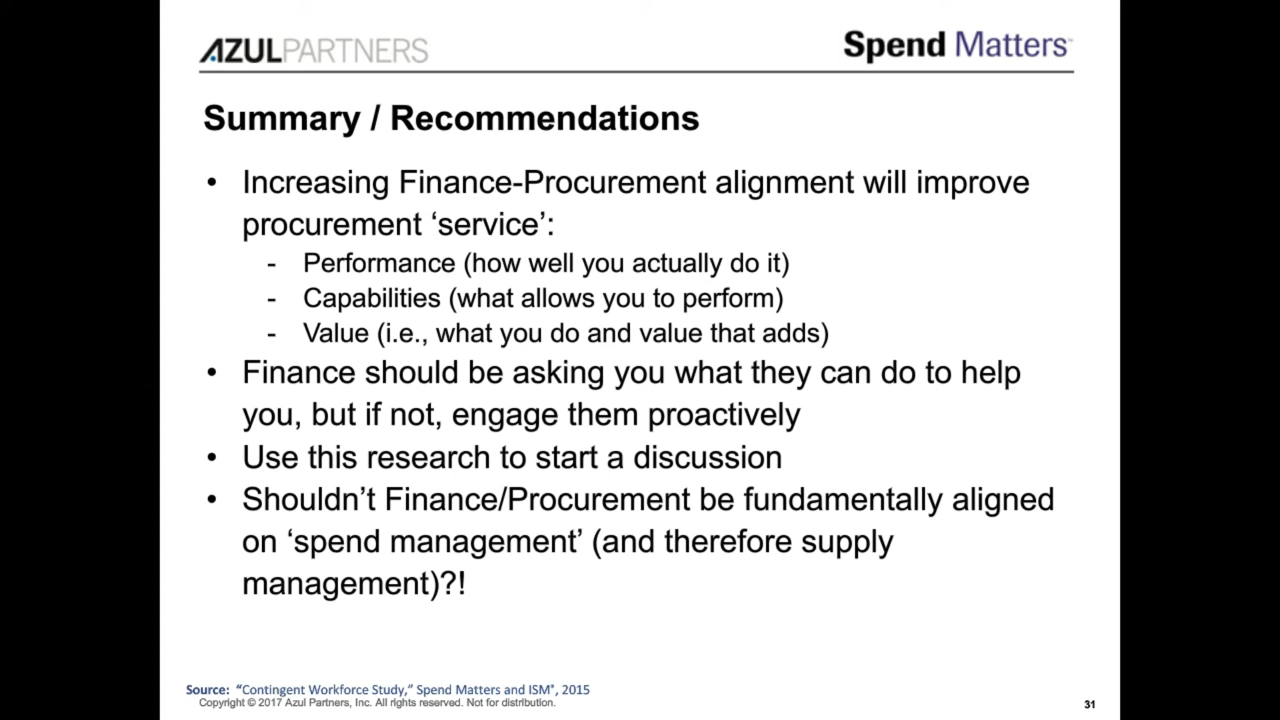 AZULPARTNERS
Spend Matters™
Summary / Recommendations
• Increasing Finance-Procurement alignment will improve
procurement ‘service’:
- Performance (how well you actually do it)
- Capabilities (what allows you to perform)
- Value (i.e., what you do and value that adds)
• Finance should be asking you what they can do to help
you, but if not, engage them proactively
• Use this research to start a discussion
• Shouldn’t Finance/Procurement be fundamentally aligned
on ‘spend management’ (and therefore supply
management)?!
Source: “Contingent Workforce Study,” Spend Matters and ISM®, 2015
Copyright © 2017 Azul Partners, Inc. All rights reserved. Not for distribution.
31